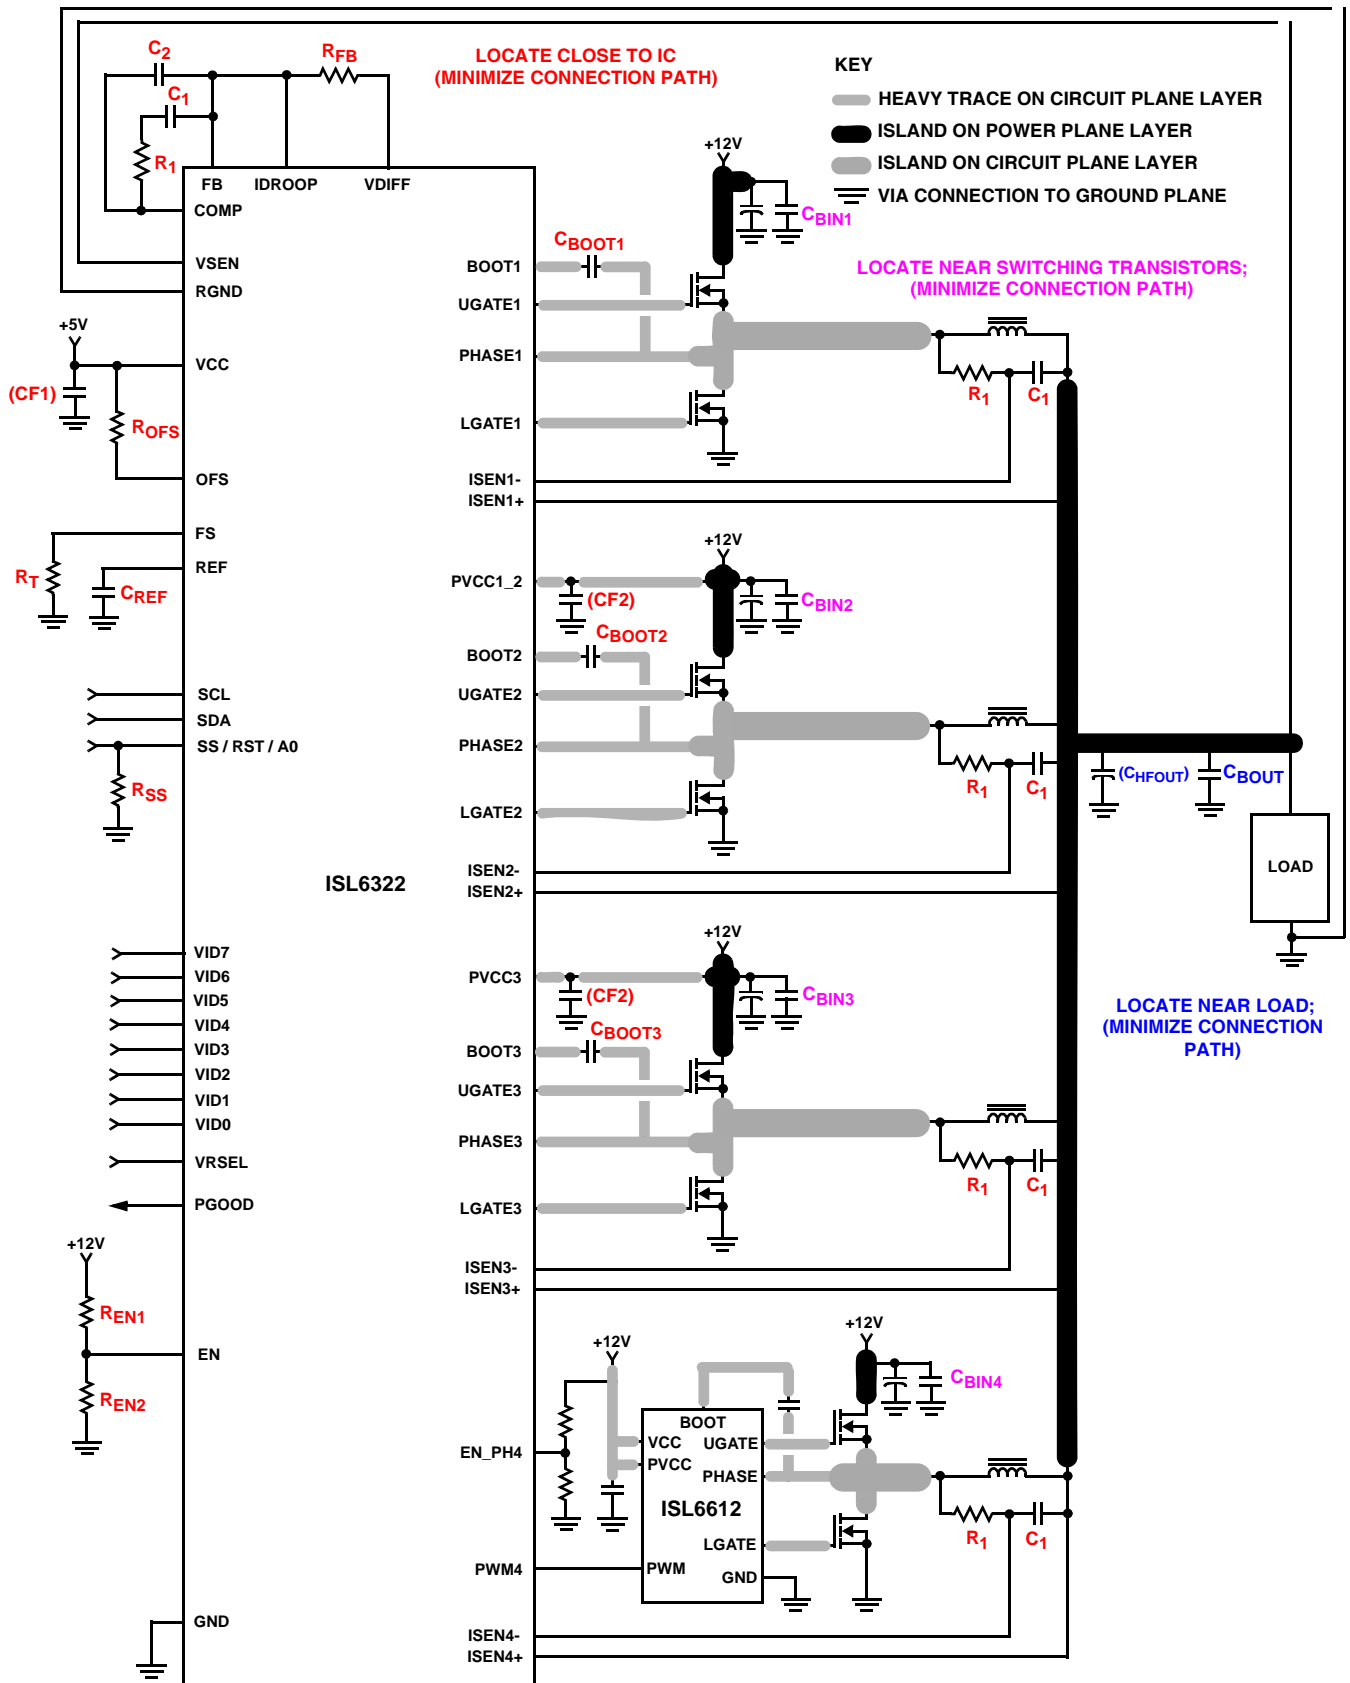 C2
RFB
C1
R1
LOCATE CLOSE TO IC
(MINIMIZE CONNECTION PATH)
KEY
HEAVY TRACE ON CIRCUIT PLANE LAYER
ISLAND ON POWER PLANE LAYER
ISLAND ON CIRCUIT PLANE LAYER
VIA CONNECTION TO GROUND PLANE
+12V
CBIN1
FB
IDROOP
VDIFF
COMP
VSEN
RGND
+5V
VCC
(CF1)
ROFS
OFS
FS
RT
REF
CREF
SCL
SDA
SS / RST / A0
RSS
ISL6322
VID7
VID6
VID5
VID4
VID3
VID2
VID1
VID0
VRSEL
PGOOD
+12V
REN1
EN
REN2
GND
CBOOT1
BOOT1
UGATE1
PHASE1
LGATE1
ISEN1-
ISEN1+
LOCATE NEAR SWITCHING TRANSISTORS;
(MINIMIZE CONNECTION PATH)
R1
C1
+12V
PVCC1_2
(CF2)
CBIN2
CBOOT2
BOOT2
UGATE2
PHASE2
LGATE2
ISEN2-
ISEN2+
R1
C1
(CHFOUT)
CBOUT
LOAD
LOCATE NEAR LOAD;
(MINIMIZE CONNECTION
PATH)
+12V
PVCC3
(CF2)
CBIN3
CBOOT3
BOOT3
UGATE3
PHASE3
LGATE3
ISEN3-
ISEN3+
R1
C1
+12V
+12V
CBIN4
EN_PH4
BOOT
VCC
UGATE
PVCC
PHASE
ISL6612
LGATE
PWM4
PWM
GND
R1
C1
ISEN4-
ISEN4+